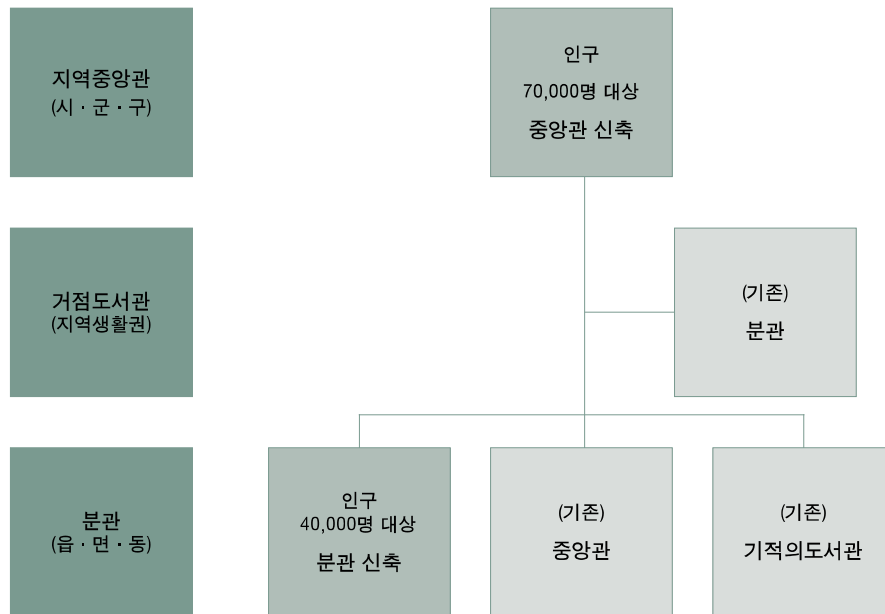 지역중앙관
(시 · 군 · 구)
인구
70,000명 대상
중앙관 신축
거점도서관
(지역생활권)
(기존)
분관
분관
(읍 · 면 · 동)
인구
40,000명 대상
분관 신축
(기존)
중앙관
(기존)
기적의도서관